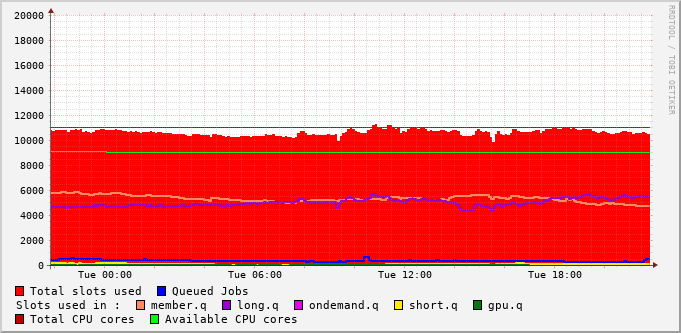 20000
18000
16000
14000
12000
10000
8000
6000
4000
2000
0
Tue 00:00 Tue 06:00 Tue 12:00 Tue 18:00
RRDTOOL / TOBI OETIKER
Total slots used Queued Jobs
Slots used in : member.q long.q ondemand.q short.q gpu.q
Total CPU cores Available CPU cores